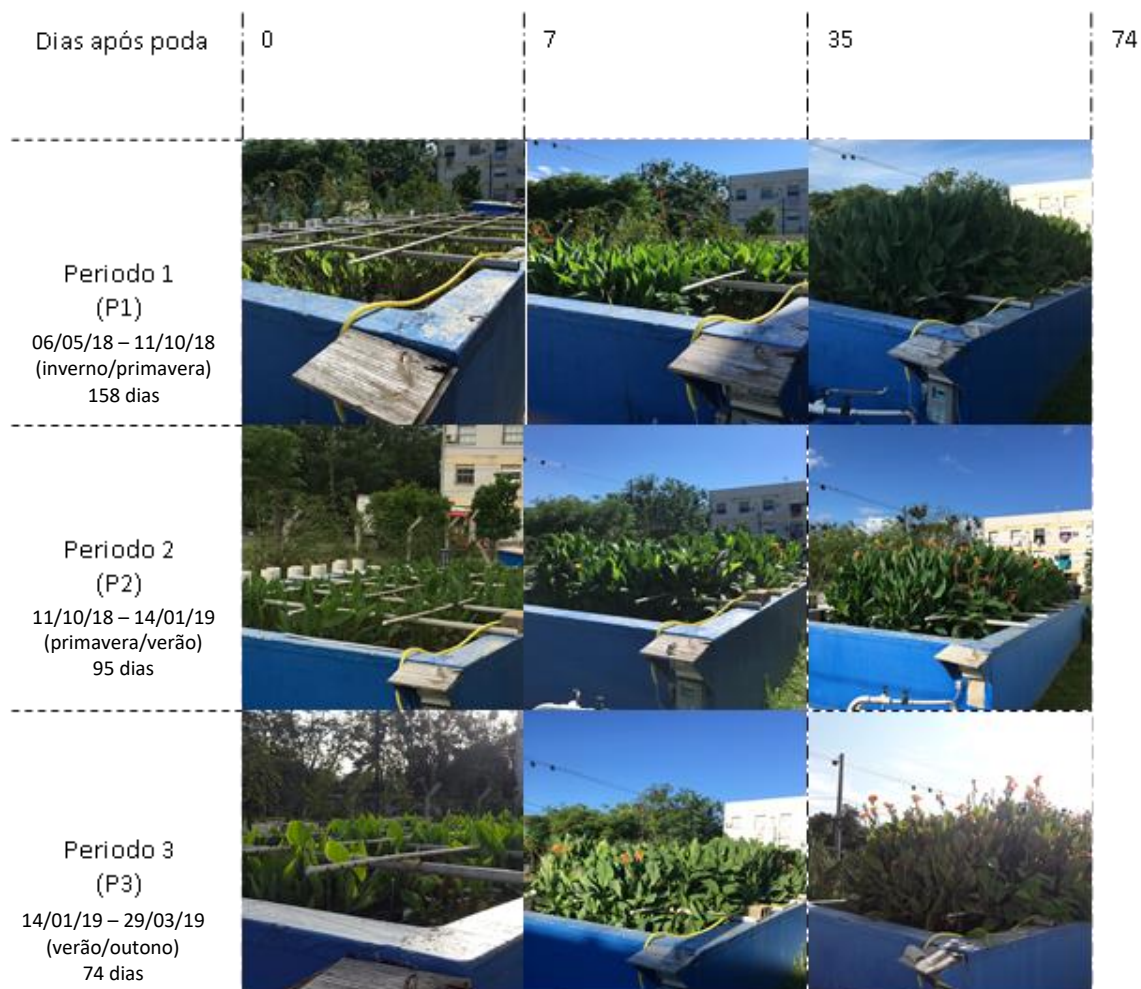 Dias após poda
0
7
35
74
Periodo 1
(P1)
06/05/18 – 11/10/18
(inverno/primavera)
158 dias
Periodo 2
(P2)
11/10/18 – 14/01/19
(primavera/verão)
95 dias
Periodo 3
(P3)
14/01/19 – 29/03/19
(verão/outono)
74 dias